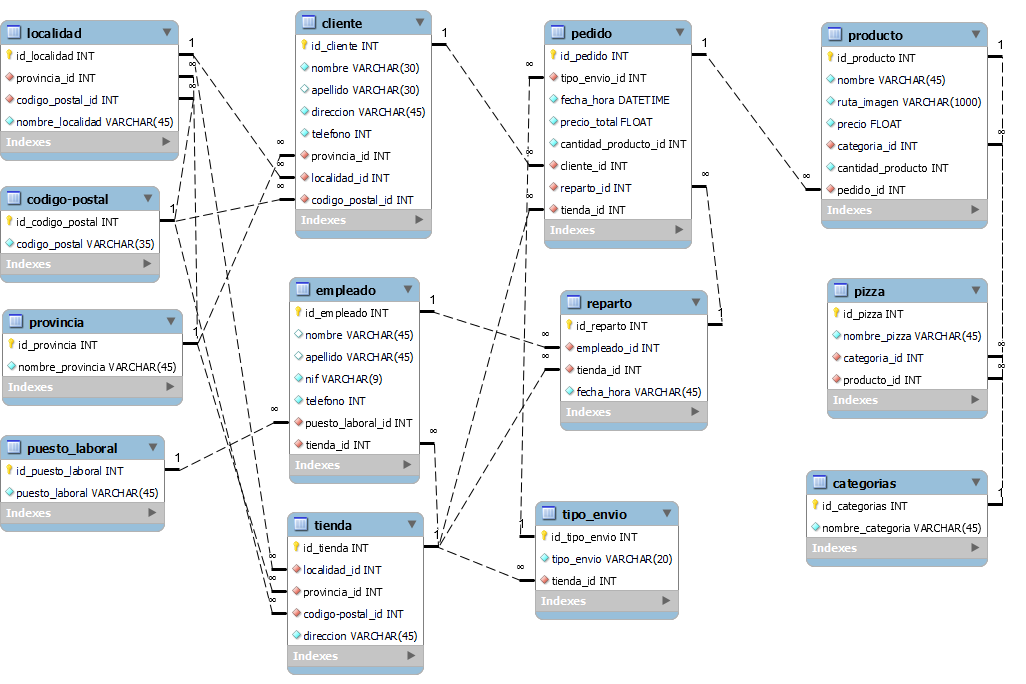 localidad
id_localidad INT
provincia_id INT
codigo_postal_id INT
nombre_localidad VARCHAR(45)
Indexes
codigo-postal
id_codigo_postal INT
codigo_postal VARCHAR(35)
Indexes
provincia
id_provincia INT
nombre_provincia VARCHAR(45)
Indexes
puesto_laboral
id_puesto_laboral INT
puesto_laboral VARCHAR(45)
Indexes
cliente
id_cliente INT
nombre VARCHAR(30)
apellido VARCHAR(30)
direccion VARCHAR(45)
telefono INT
provincia_id INT
localidad_id INT
codigo_postal_id INT
Indexes
empleado
id_empleado INT
nombre VARCHAR(45)
apellido VARCHAR(45)
nif VARCHAR(9)
telefono INT
puesto_laboral_id INT
tienda_id INT
Indexes
tienda
id_tienda INT
localidad_id INT
provincia_id INT
codigo-postal_id INT
direccion VARCHAR(45)
Indexes
pedido
id_pedido INT
tipo_envio_id INT
fecha_hora DATETIME
precio_total FLOAT
cantidad_producto_id INT
cliente_id INT
reparto_id INT
tienda_id INT
Indexes
reparto
id_reparto INT
empleado_id INT
tienda_id INT
fecha_hora VARCHAR(45)
Indexes
tipo_envio
id_tipo_envio INT
tipo_envio VARCHAR(20)
tienda_id INT
Indexes
producto
id_producto INT
nombre VARCHAR(45)
ruta_imagen VARCHAR(1000)
precio FLOAT
categoria_id INT
cantidad_producto INT
pedido_id INT
Indexes
pizza
id_pizza INT
nombre_pizza VARCHAR(45)
categoria_id INT
producto_id INT
Indexes
categorias
id_categorias INT
nombre_categoria VARCHAR(45)
Indexes
1
∞
∞
1
1
1
∞
∞
∞
1
1
∞
∞
∞
∞
1
∞
1
∞
∞
∞
1
∞
∞
1
∞
1
∞
1
∞
1
∞
∞
∞
1